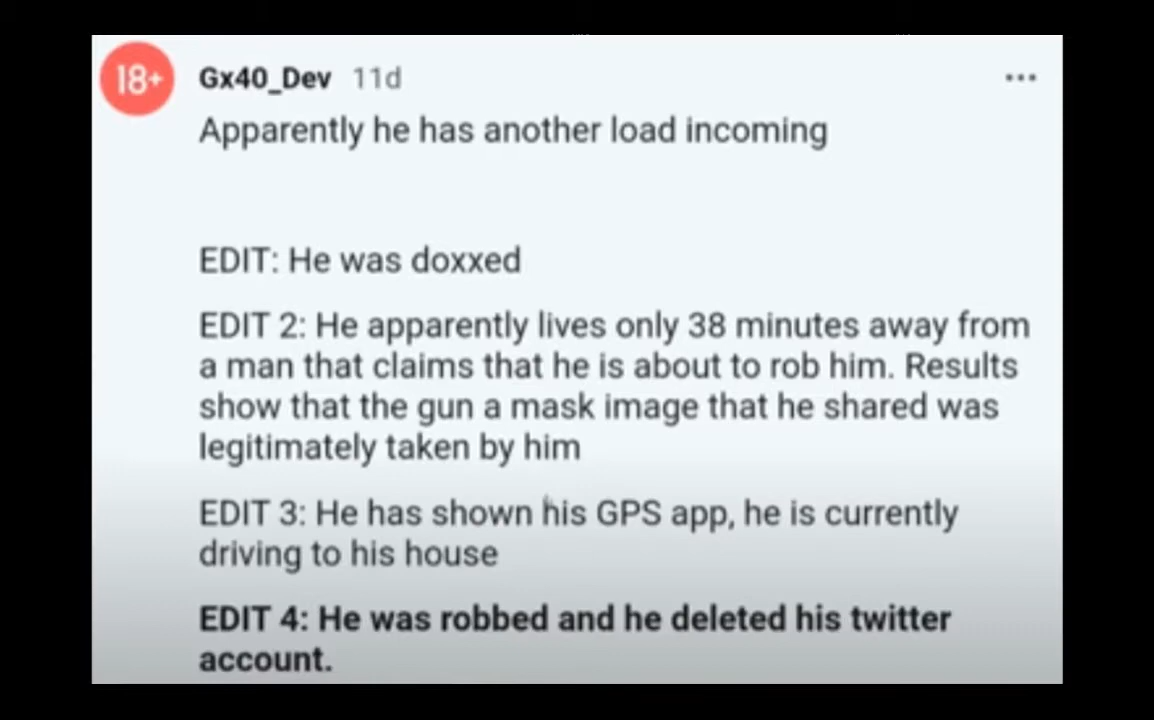 18+
Gx40_Dev 11d
Apparently he has another load incoming
EDIT: He was doxxed
EDIT 2: He apparently lives only 38 minutes away from
a man that claims that he is about to rob him. Results
show that the gun a mask image that he shared was
legitimately taken by him
EDIT 3: He has shown his GPS app, he is currently
driving to his house
EDIT 4: He was robbed and he deleted his twitter
account.